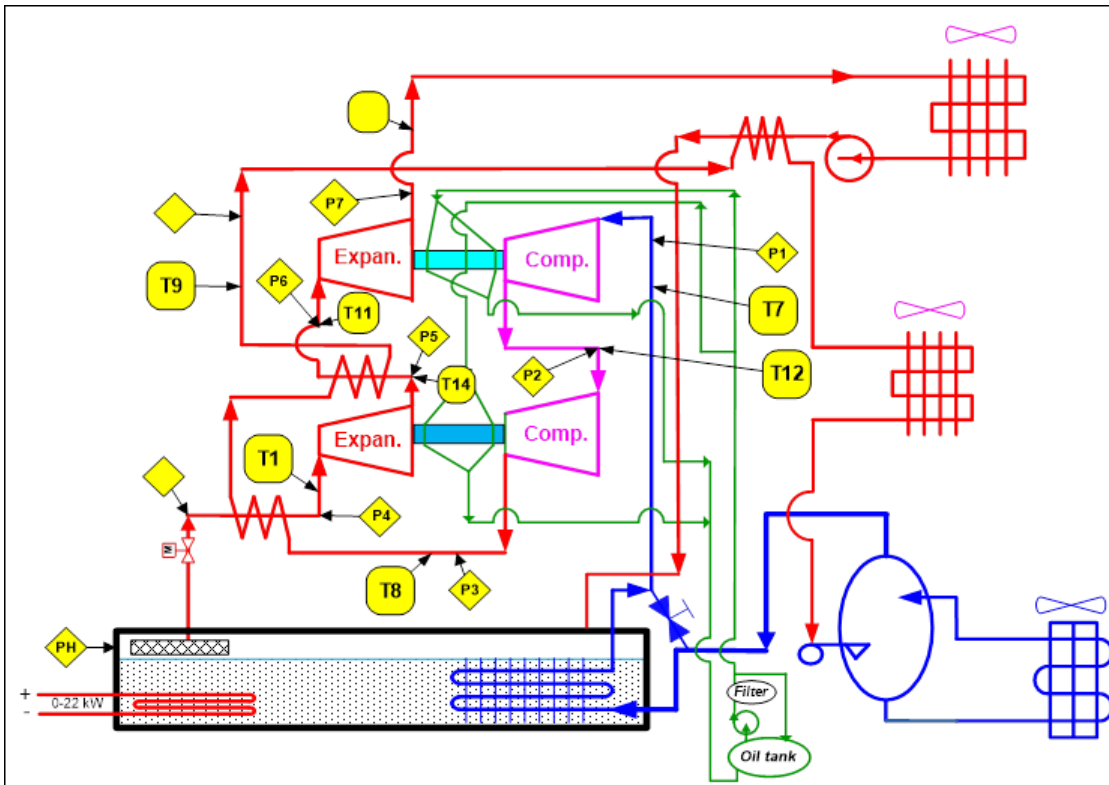 P7
P1
Expan.
Comp.
P6
T9
T11
T7
P5
P2
T12
T14
Expan.
Comp.
T1
P4
M
T8
P3
PH
+
0-22 kW
-
Filter
Oil tank